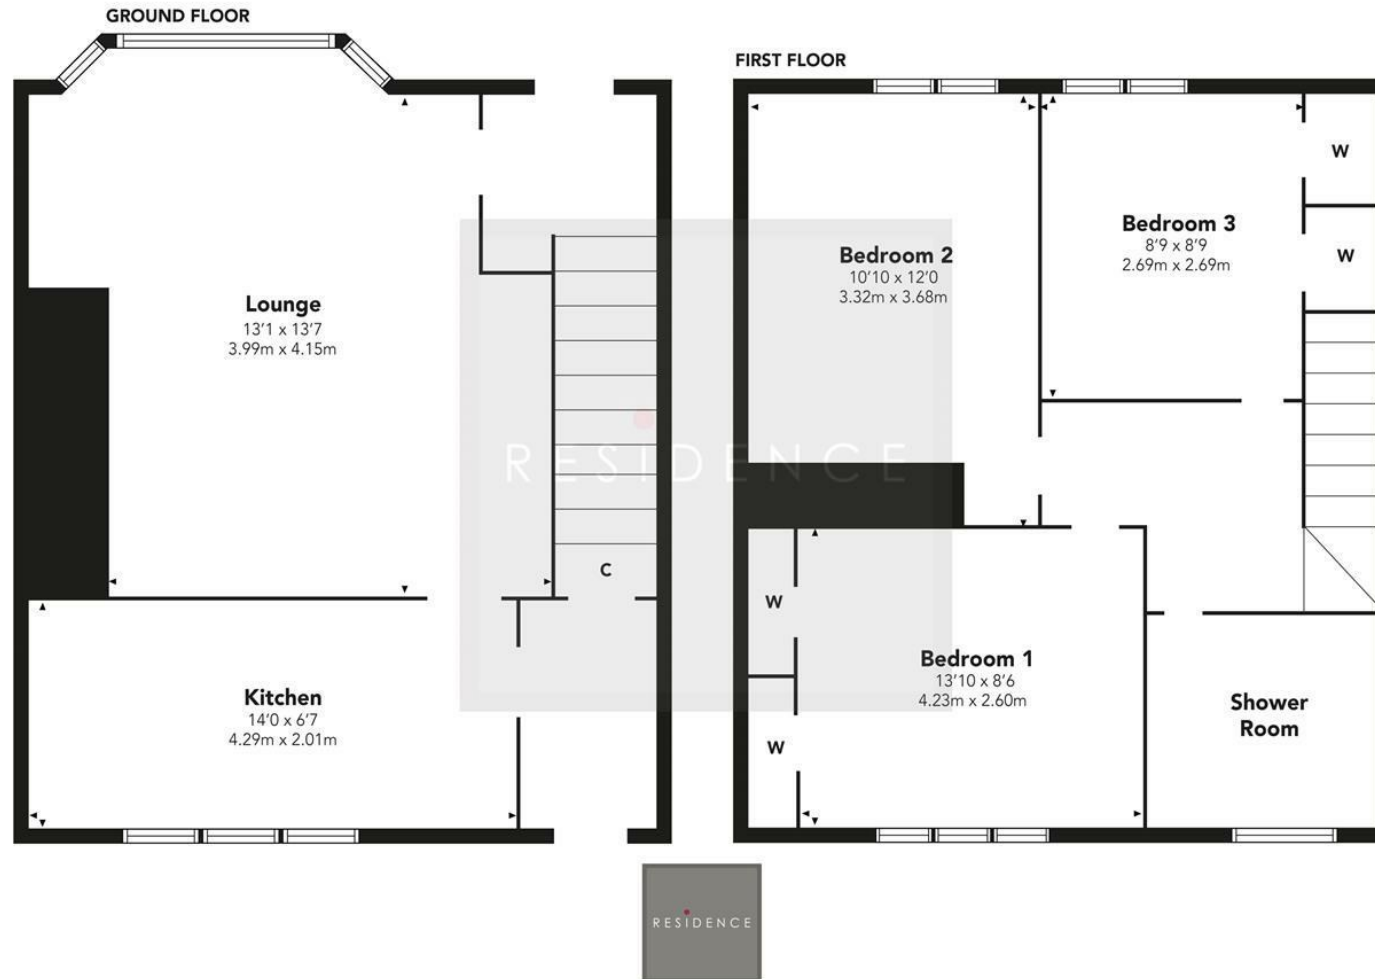 GROUND FLOOR
Lounge
13'1 x 13'7
3.99m x 4.15m
C
Kitchen
14'0 x 6'7
4.29m x 2.01m
FIRST FLOOR
Bedroom 2
10'10 x 12'0
3.32m x 3.68m
Bedroom 3
8'9 x 8'9
2.69m x 2.69m
W
W
W
W
Bedroom 1
13'10 x 8'6
4.23m x 2.60m
Shower
Room
RESIDENCE
RESIDENCE